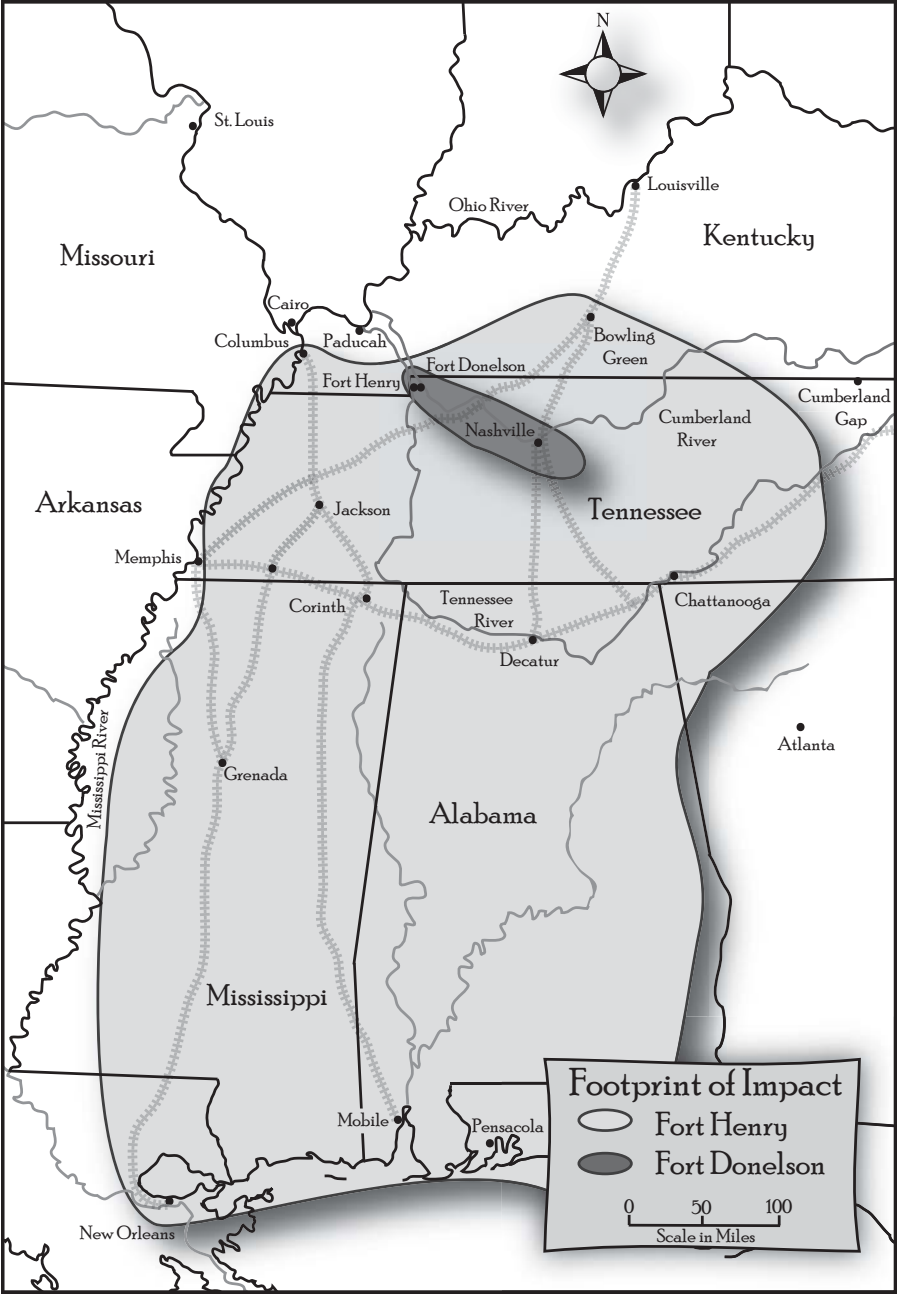 N
St. Louis
Louisville
Ohio River
Kentucky
Missouri
Cairo
Columbus
Paducah
Bowling
Green
Fort Donelson
Fort Henry
Cumberland
Gap
Cumberland
River
Nashville
Arkansas
Jackson
Tennessee
Memphis
Corinth
Tennessee
River
Chattanooga
Decatur
Mississippi River
Atlanta
Grenada
Alabama
Mississippi
Mobile
Pensacola
New Orleans
Footprint of Impact
Fort Henry
Fort Donelson
0 50 100
Scale in Miles